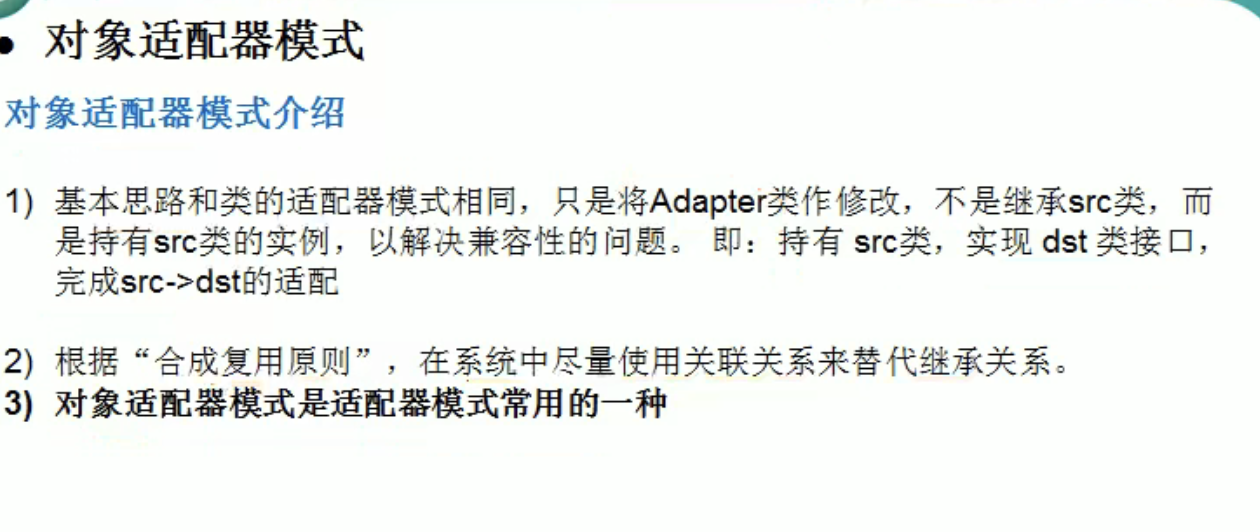 • 对象适配器模式
对象适配器模式介绍
1) 基本思路和类的适配器模式相同，只是将Adapter类作修改，不是继承src类，而
是持有src类的实例，以解决兼容性的问题。 即：持有 src类，实现 dst 类接口，
完成src->dst的适配
2) 根据“合成复用原则”，在系统中尽量使用关联关系来替代继承关系。
3) 对象适配器模式是适配器模式常用的一种